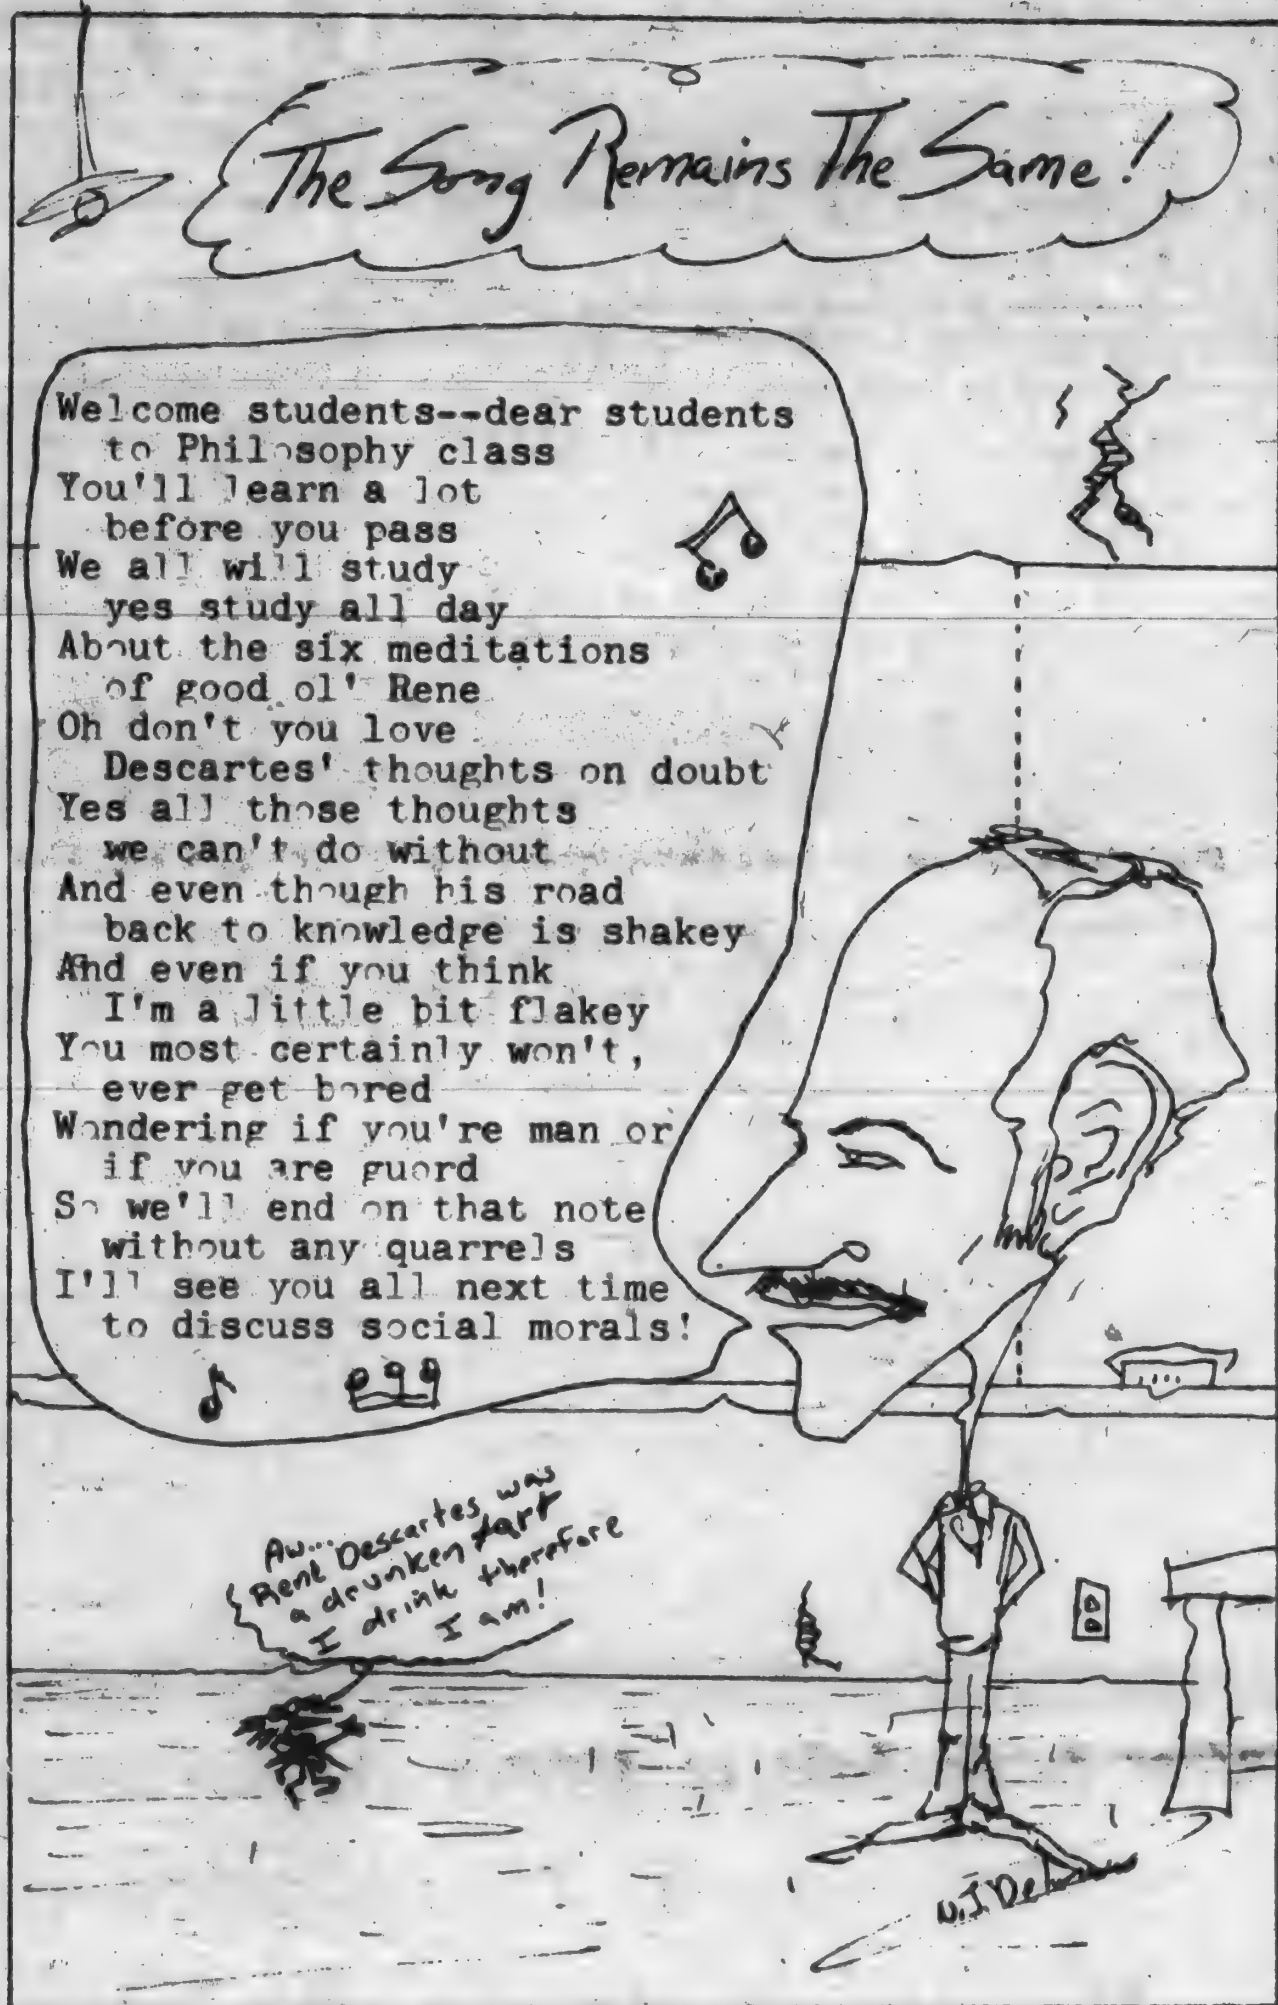 The Song Remains The Same!
Welcome students--dear students
to Philosophy class
You'll learn a lot
before you pass
We all will study
yes study all day
About the six meditations
of good ol' Rene
Oh don't you love
Descartes' thoughts on doubt
Yes all those thoughts
we can't do without
And even though his road
back to knowledge is shakey
And even if you think
I'm a little bit flakey
You most certainly won't,
ever get bored
Wondering if you're man or
if you are guord
So we'll end on that note
without any quarrels
I'll see you all next time
to discuss social morals!
Aw...
Rene Descartes was
a drunken fart
I drink therefore
I am!
N.J.